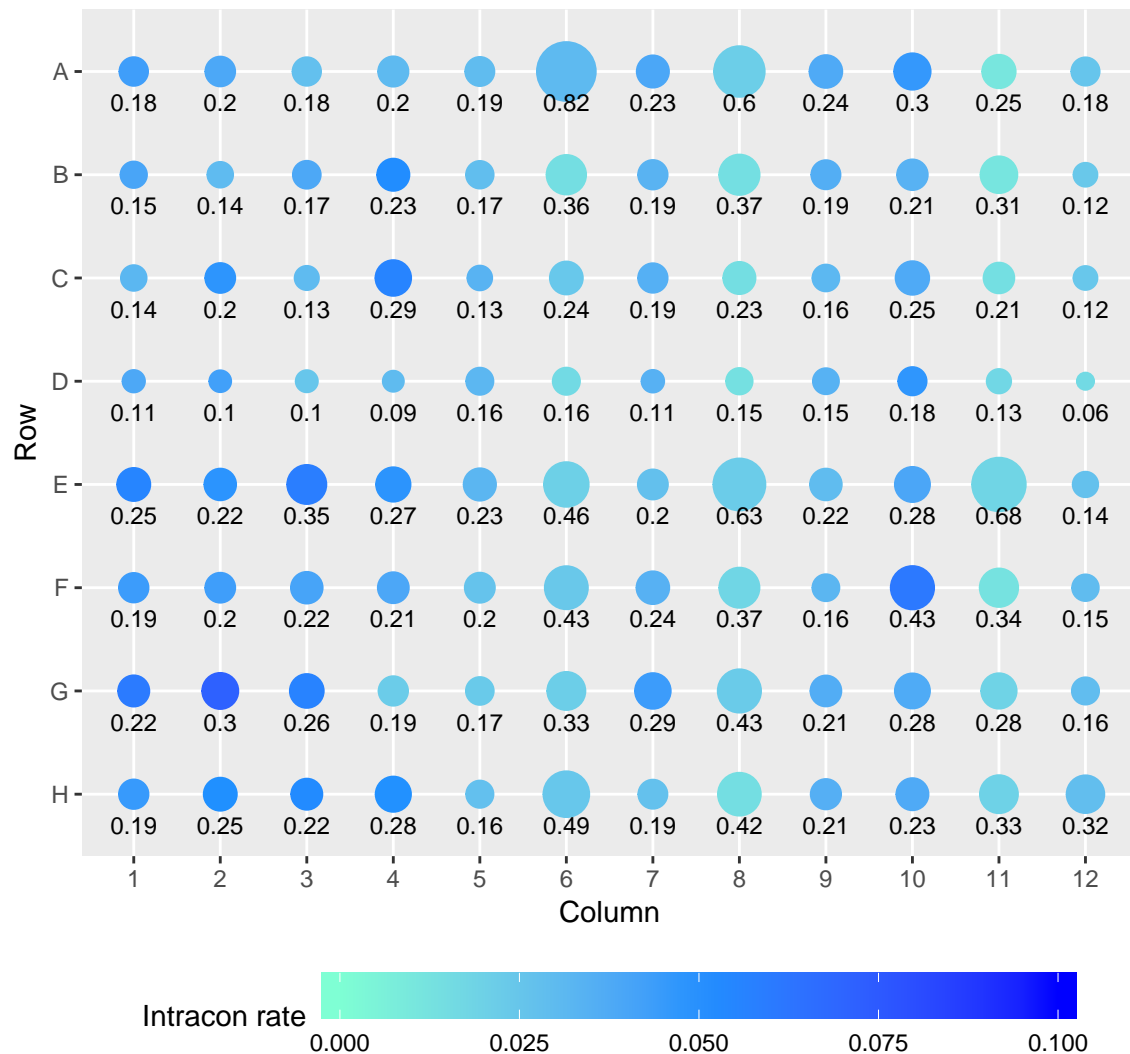 A
0.18 0.2 0.18 0.2 0.19 0.82 0.23 0.6 0.24 0.3 0.25 0.18
B
0.15 0.14 0.17 0.23 0.17 0.36 0.19 0.37 0.19 0.21 0.31 0.12
C
0.14 0.2 0.13 0.29 0.13 0.24 0.19 0.23 0.16 0.25 0.21 0.12
D
0.11 0.1 0.1 0.09 0.16 0.16 0.11 0.15 0.15 0.18 0.13 0.06
Row
E
0.25 0.22 0.35 0.27 0.23 0.46 0.2 0.63 0.22 0.28 0.68 0.14
F
0.19 0.2 0.22 0.21 0.2 0.43 0.24 0.37 0.16 0.43 0.34 0.15
G
0.22 0.3 0.26 0.19 0.17 0.33 0.29 0.43 0.21 0.28 0.28 0.16
H
0.19 0.25 0.22 0.28 0.16 0.49 0.19 0.42 0.21 0.23 0.33 0.32
1 2 3 4 5 6 7 8 9 10 11 12
Column
Intracon rate
0.000 0.025 0.050 0.075 0.100